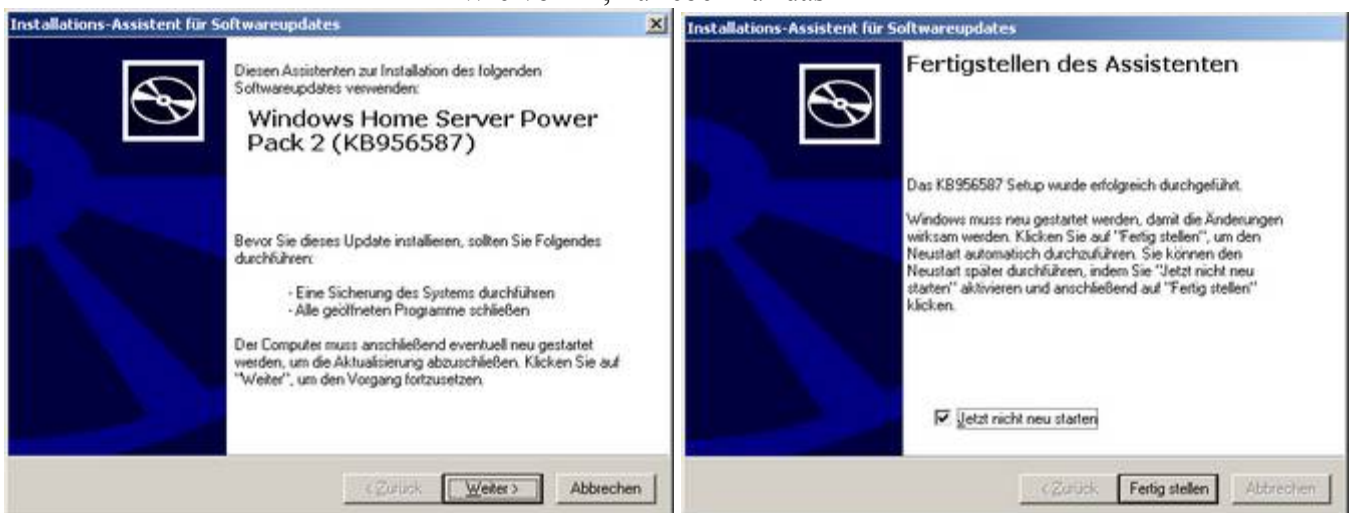 Installations-Assistent für Softwareupdates
Diesen Assistenten zur Installation des folgenden
Softwareupdates verwenden:
Windows Home Server Power
Pack 2 (KB956587)
Bevor Sie dieses Update installieren, sollten Sie Folgendes
durchführen:
- Eine Sicherung des Systems durchführen
- Alle geöffneten Programme schließen
Der Computer muss anschließend eventuell neu gestartet
werden, um die Aktualisierung abzuschließen. Klicken Sie auf
"Weiter", um den Vorgang fortzusetzen.
< Zurück Weiter > Abbrechen
Installations-Assistent für Softwareupdates
Fertigstellen des Assistenten
Das KB956587 Setup wurde erfolgreich durchgeführt.
Windows muss neu gestartet werden, damit die Änderungen
wirksam werden. Klicken Sie auf "Fertig stellen", um den
Neustart automatisch durchzuführen. Sie können den
Neustart später durchführen, indem Sie "Jetzt nicht neu
starten" aktivieren und anschließend auf "Fertig stellen"
klicken.
Jetzt nicht neu starten
< Zurück Fertig stellen Abbrechen